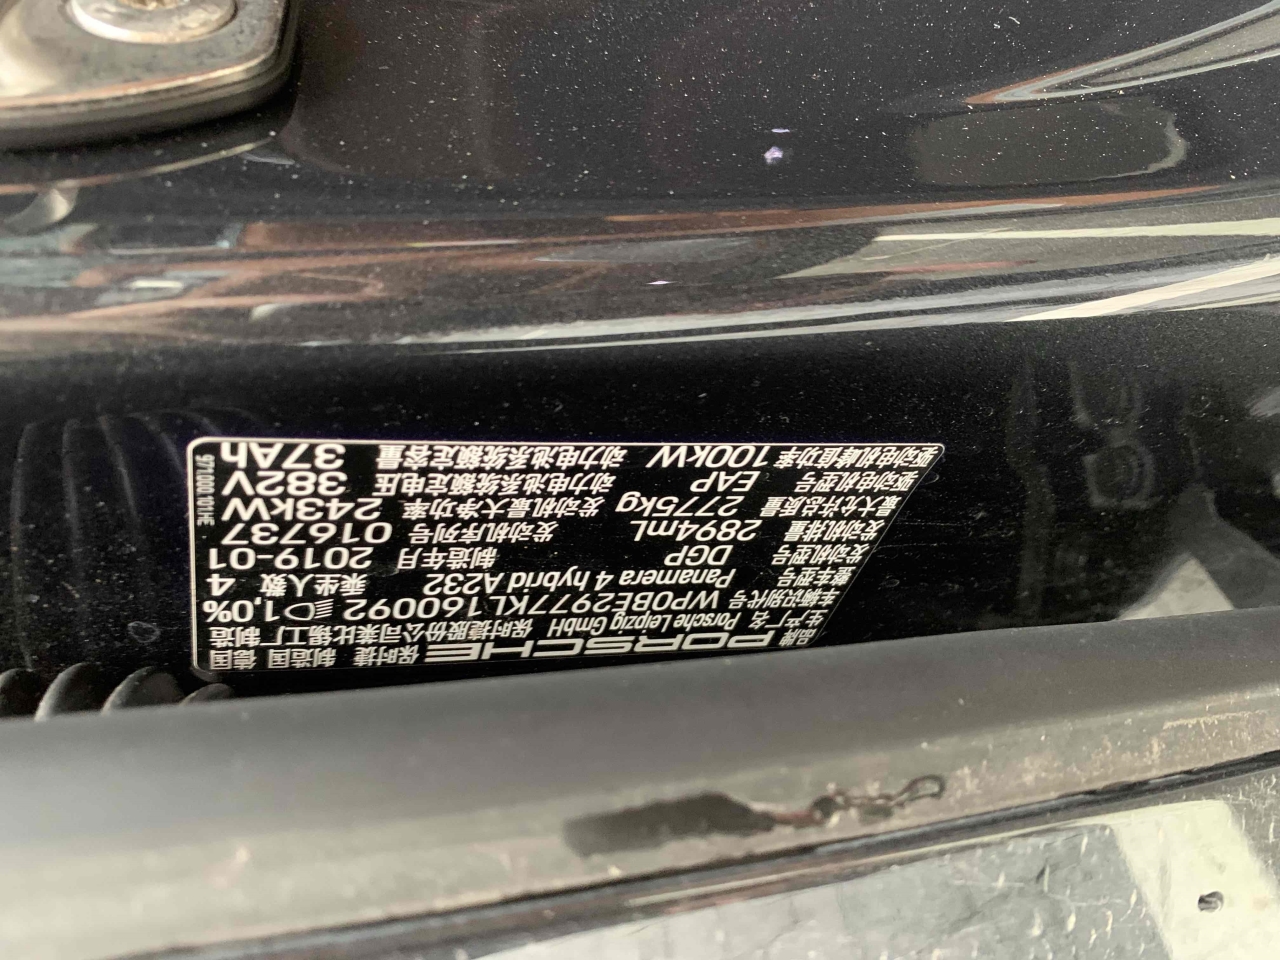 品牌 PORSCHE 保时捷 制造国 德国
生产厂名 Porsche Leipzig GmbH 保时捷股份公司莱比锡工厂制造
车辆识别代号 WP0BE2977KL160092 1,0%
整车型号 Panamera 4 hybrid A232 乘坐人数 4
发动机型号 DGP 制造年月 2019-01
发动机排量 2894mL 发动机序列号 016737
最大允许总质量 2775kg 发动机最大净功率 243kW
驱动电机型号 EAP 动力电池系统额定电压 382V
驱动电机峰值功率 100kW 动力电池系统额定容量 37Ah